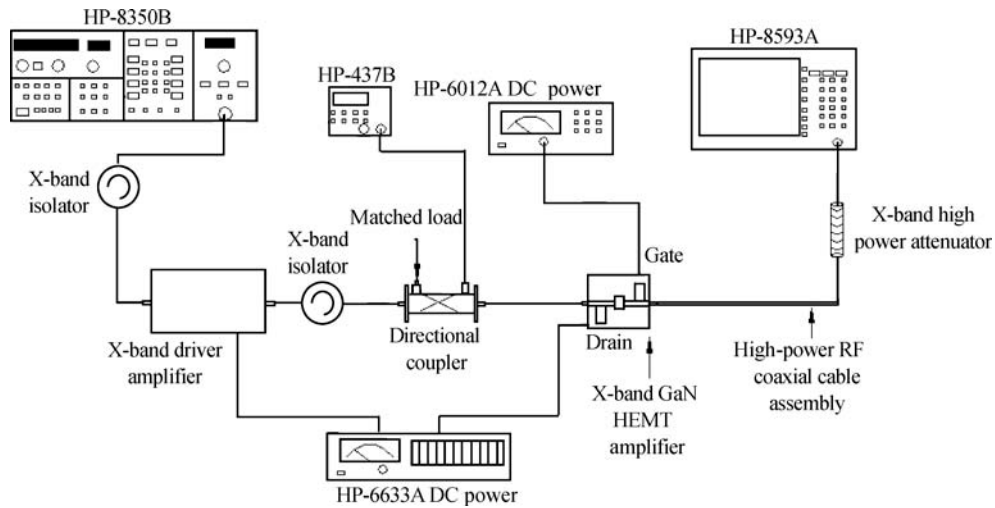 HP-8350B
HP-437B
HP-6012A DC power
HP-8593A
X-band
isolator
Matched load
X-band
isolator
X-band high
power attenuator
Gate
Directional
coupler
Drain
X-band driver
amplifier
X-band GaN
HEMT
amplifier
High-power RF
coaxial cable
assembly
HP-6633A DC power